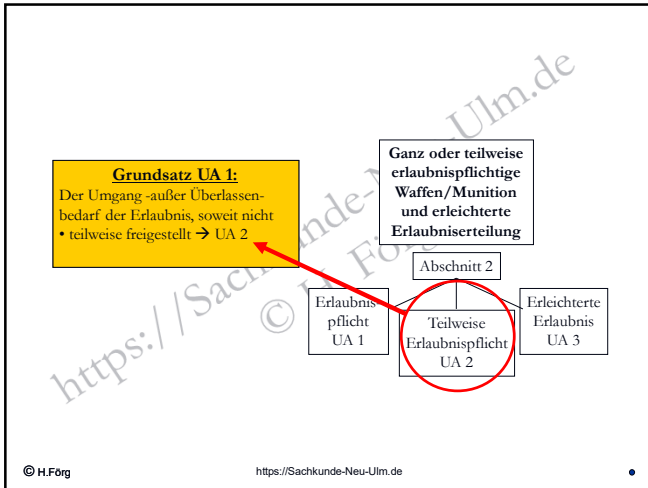 Grundsatz UA 1:
Der Umgang -außer Überlassen-
bedarf der Erlaubnis, soweit nicht
• teilweise freigestellt → UA 2
Ganz oder teilweise
erlaubnispflichtige
Waffen/Munition
und erleichterte
Erlaubniserteilung
Abschnitt 2
Erlaubnis
pflicht
UA 1
Teilweise
Erlaubnispflicht
UA 2
Erleichterte
Erlaubnis
UA 3
https://Sachkunde-Neu-Ulm.de
© H. Förg
© H.Förg
https://Sachkunde-Neu-Ulm.de